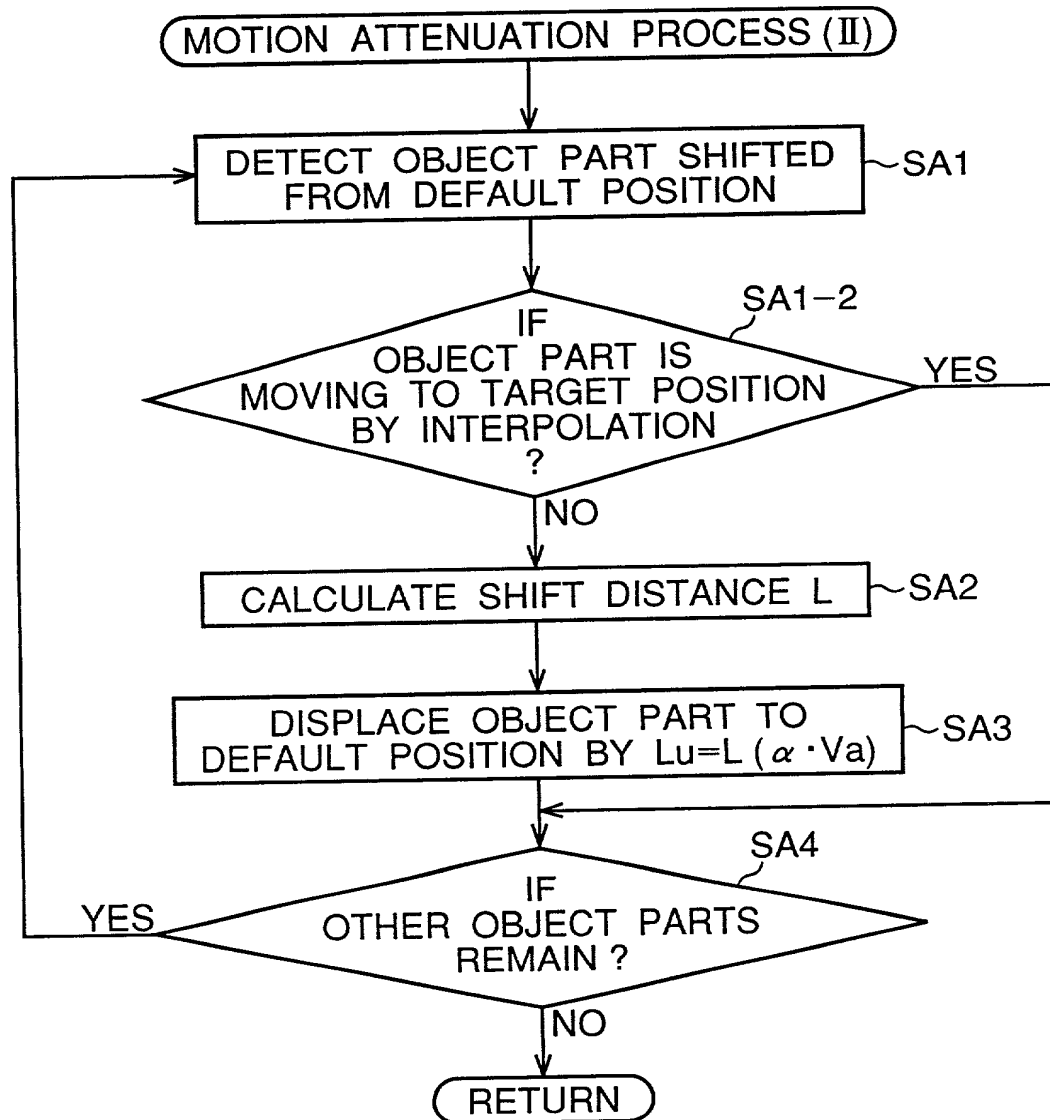 MOTION ATTENUATION PROCESS (II)
DETECT OBJECT PART SHIFTED
FROM DEFAULT POSITION
SA1
SA1-2
IF
OBJECT PART IS
MOVING TO TARGET POSITION
BY INTERPOLATION
?
YES
NO
CALCULATE SHIFT DISTANCE L
SA2
DISPLACE OBJECT PART TO
DEFAULT POSITION BY Lu=L (α・Va)
SA3
SA4
IF
OTHER OBJECT PARTS
REMAIN ?
YES
NO
RETURN